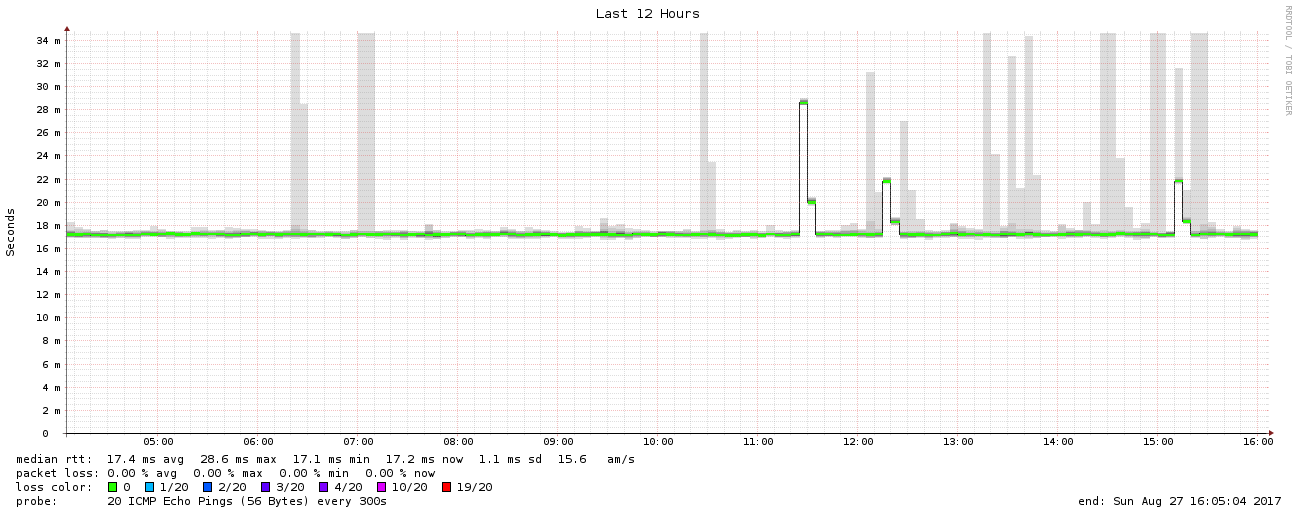 Last 12 Hours
RRDTOOL / TOBI OETIKER
Seconds
34 m
32 m
30 m
28 m
26 m
24 m
22 m
20 m
18 m
16 m
14 m
12 m
10 m
8 m
6 m
4 m
2 m
0
05:00 06:00 07:00 08:00 09:00 10:00 11:00 12:00 13:00 14:00 15:00 16:00
median rtt: 17.4 ms avg 28.6 ms max 17.1 ms min 17.2 ms now 1.1 ms sd 15.6 am/s
packet loss: 0.00 % avg 0.00 % max 0.00 % min 0.00 % now
loss color: 0 1/20 2/20 3/20 4/20 10/20 19/20
probe: 20 ICMP Echo Pings (56 Bytes) every 300s end: Sun Aug 27 16:05:04 2017